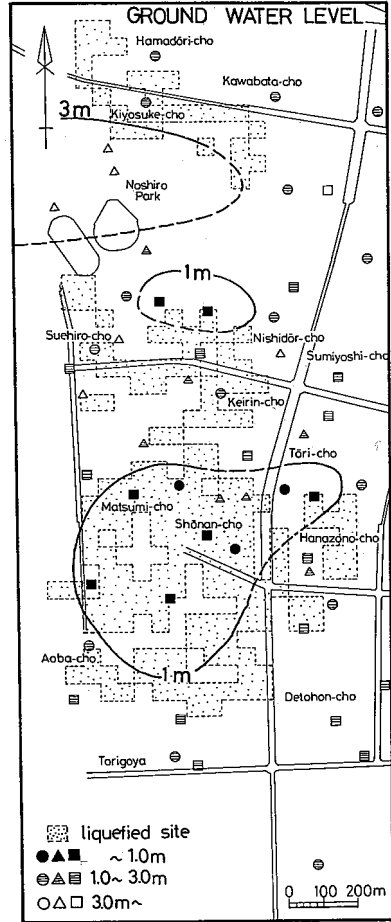 GROUND WATER LEVEL
Hamadōri-cho
Kawabata-cho
Kiyosuke-cho
3m
Noshiro
Park
1m
Suehiro-cho
Nishidōr-cho
Sumiyoshi-cho
Keirin-cho
Tōri-cho
Matsumi-cho
Shōnan-cho
Hanazono-cho
Aoba-cho
1m
Detohon-cho
Torigoya
liquefied site
~1.0m
1.0~3.0m
3.0m~
0 100 200m